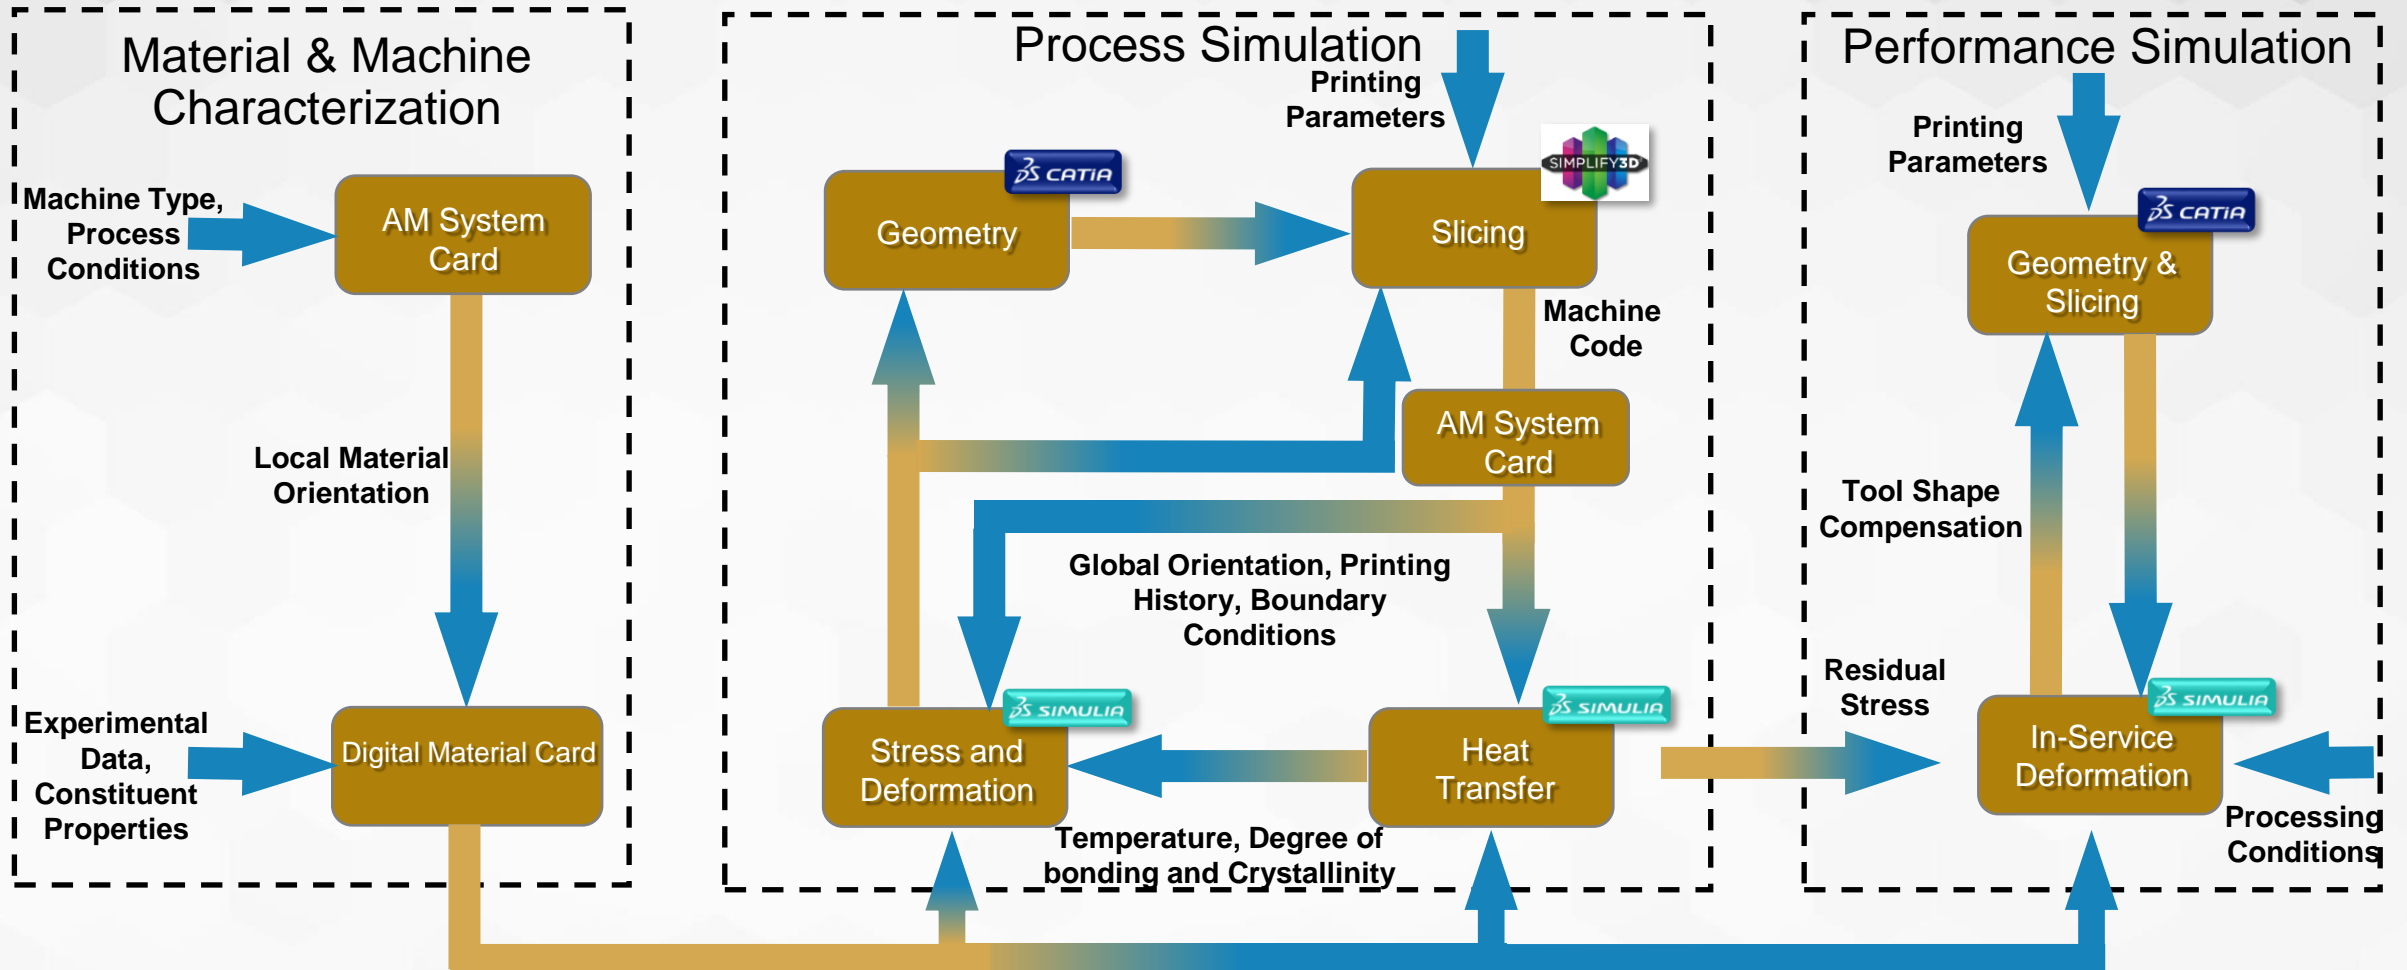 Material & Machine
Characterization
Machine Type,
Process
Conditions
AM System
Card
Local Material
Orientation
Experimental
Data,
Constituent
Properties
Digital Material Card
Process Simulation
Printing
Parameters
CATIA
Geometry
SIMPLIFY3D
Slicing
Machine
Code
AM System
Card
Global Orientation, Printing
History, Boundary
Conditions
SIMULIA
Stress and
Deformation
SIMULIA
Heat
Transfer
Temperature, Degree of
bonding and Crystallinity
Performance Simulation
Printing
Parameters
CATIA
Geometry &
Slicing
Tool Shape
Compensation
Residual
Stress
SIMULIA
In-Service
Deformation
Processing
Conditions